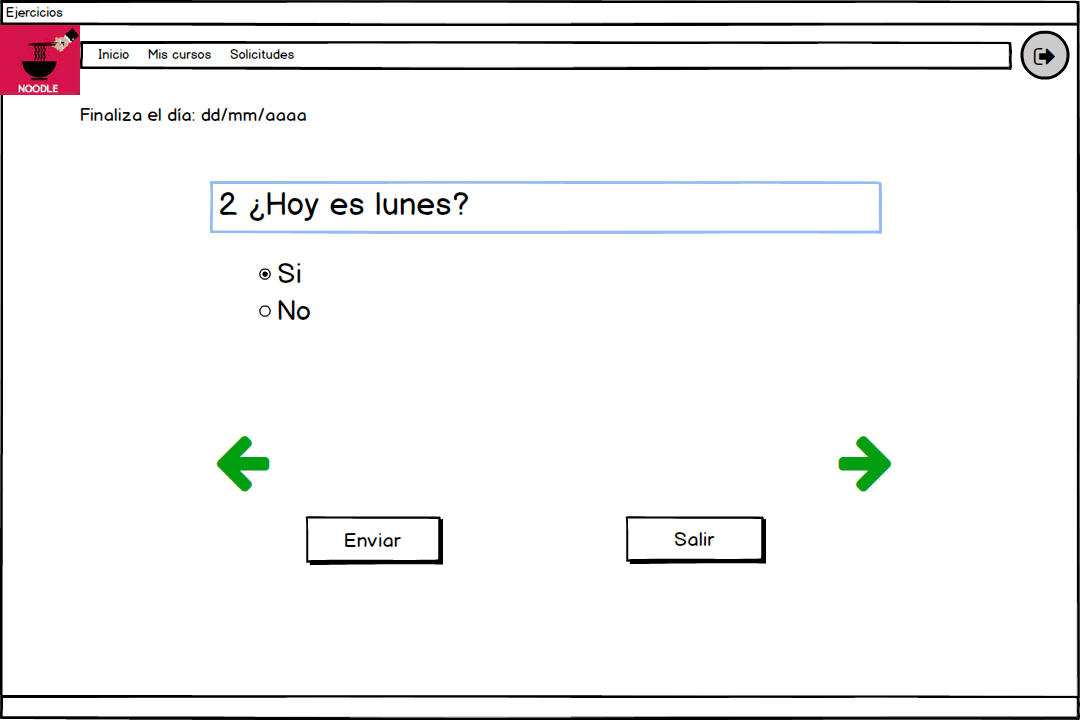 Ejercicios
NOODLE
Inicio Mis cursos Solicitudes
Finaliza el día: dd/mm/aaaa
2 ¿Hoy es lunes?
Si
No
Enviar Salir